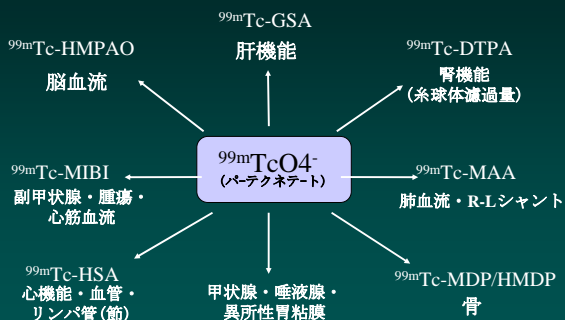 99mTc-GSA
肝機能
99mTc-HMPAO
脳血流
99mTc-DTPA
腎機能
(糸球体濾過量)
99mTcO4-
(パーテクネテート)
99mTc-MIBI
副甲状腺・腫瘍・
心筋血流
99mTc-MAA
肺血流・R-Lシャント
99mTc-HSA
心機能・血管・
リンパ管(節)
甲状腺・唾液腺・
異所性胃粘膜
99mTc-MDP/HMDP
骨